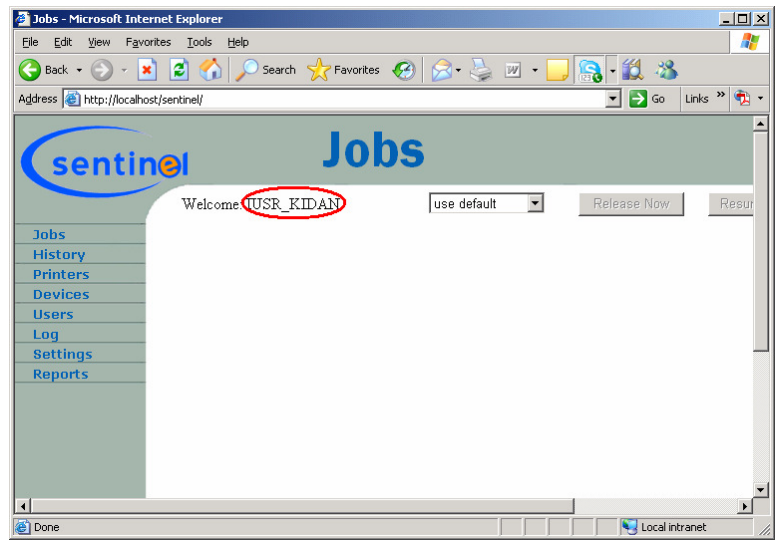 Jobs - Microsoft Internet Explorer
File Edit View Favorites Tools Help
Back Search Favorites
Address http://localhost/sentinel/ Go Links »
sentinel
Jobs
Welcome: IUSR_KIDAN use default Release Now Resur
Jobs
History
Printers
Devices
Users
Log
Settings
Reports
Done Local intranet